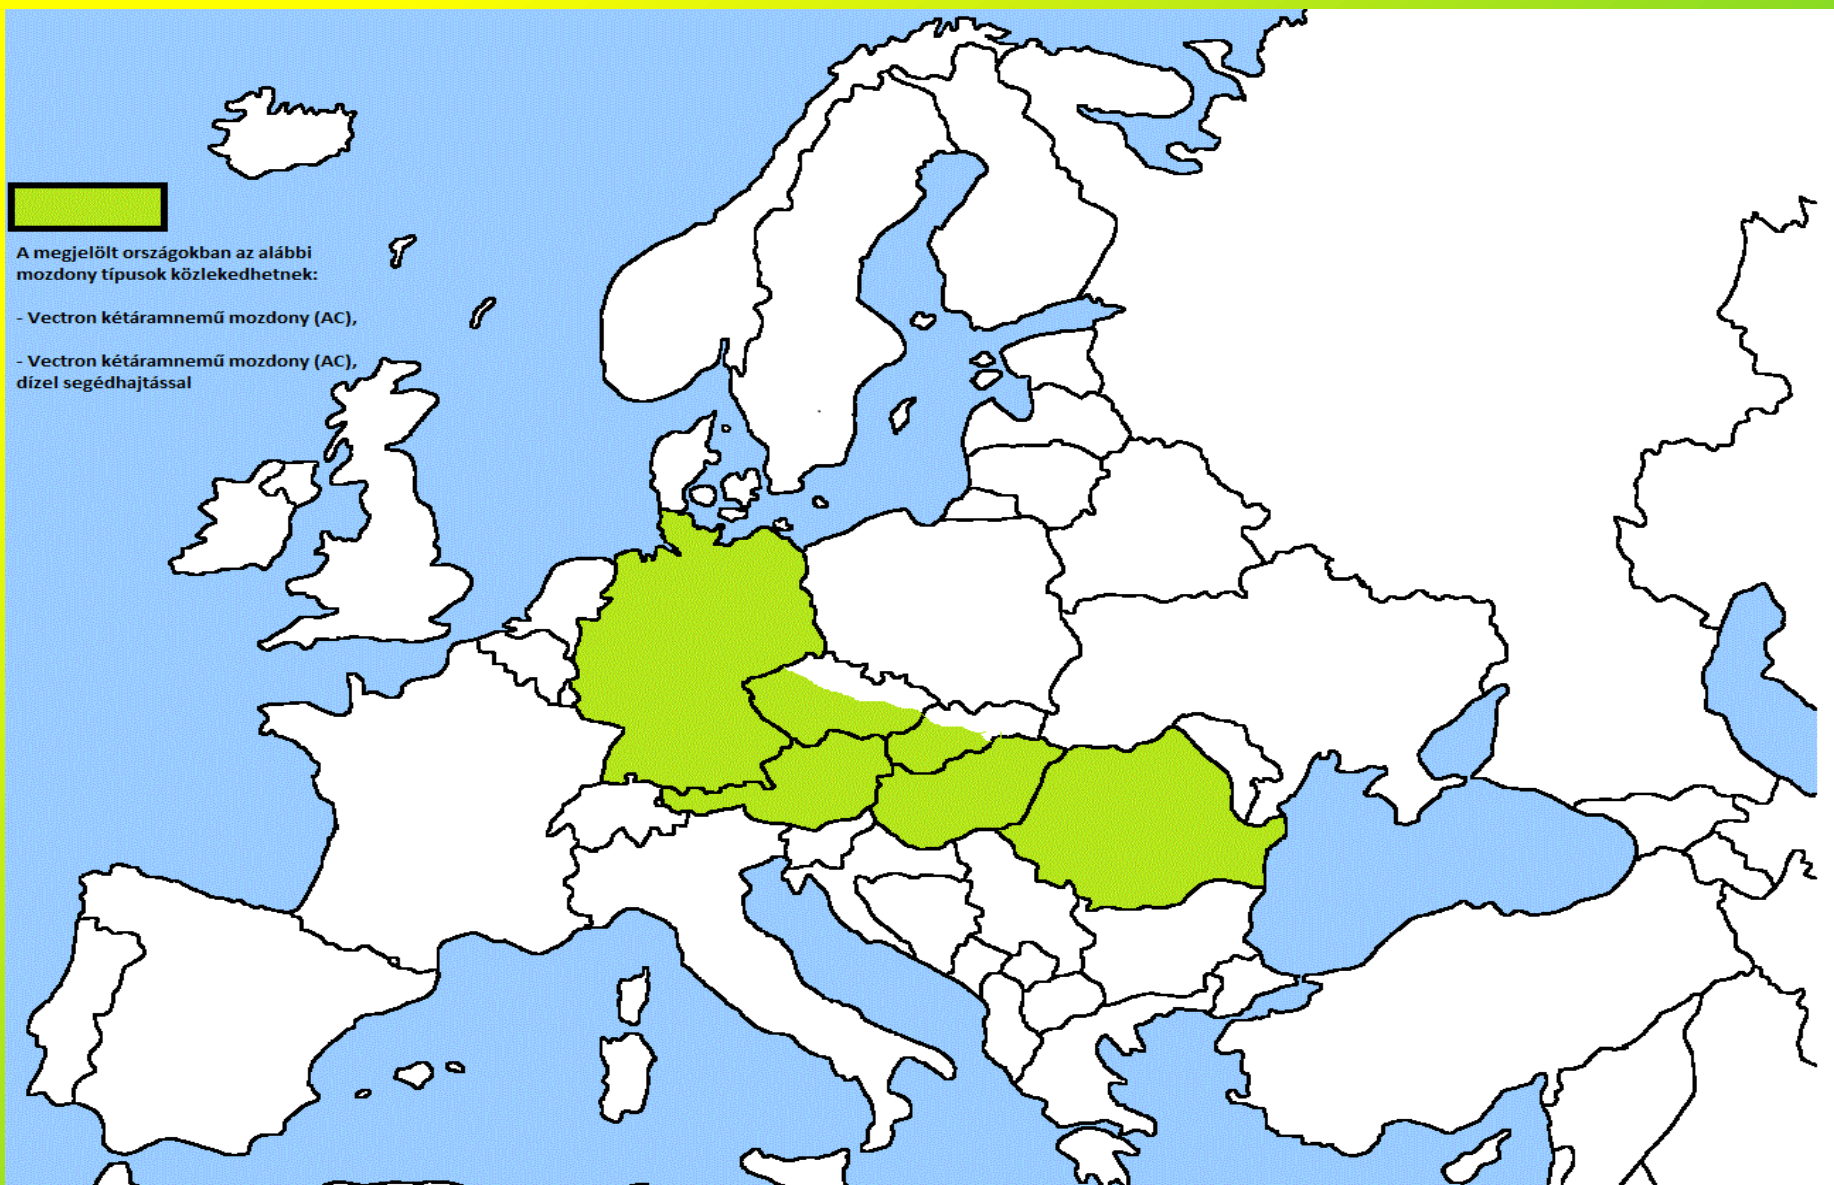 A megjelölt országokban az alábbi
mozdony típusok közlekedhetnek:
- Vectron kétáramnemű mozdony (AC),
- Vectron kétáramnemű mozdony (AC),
dízel segédhajtással